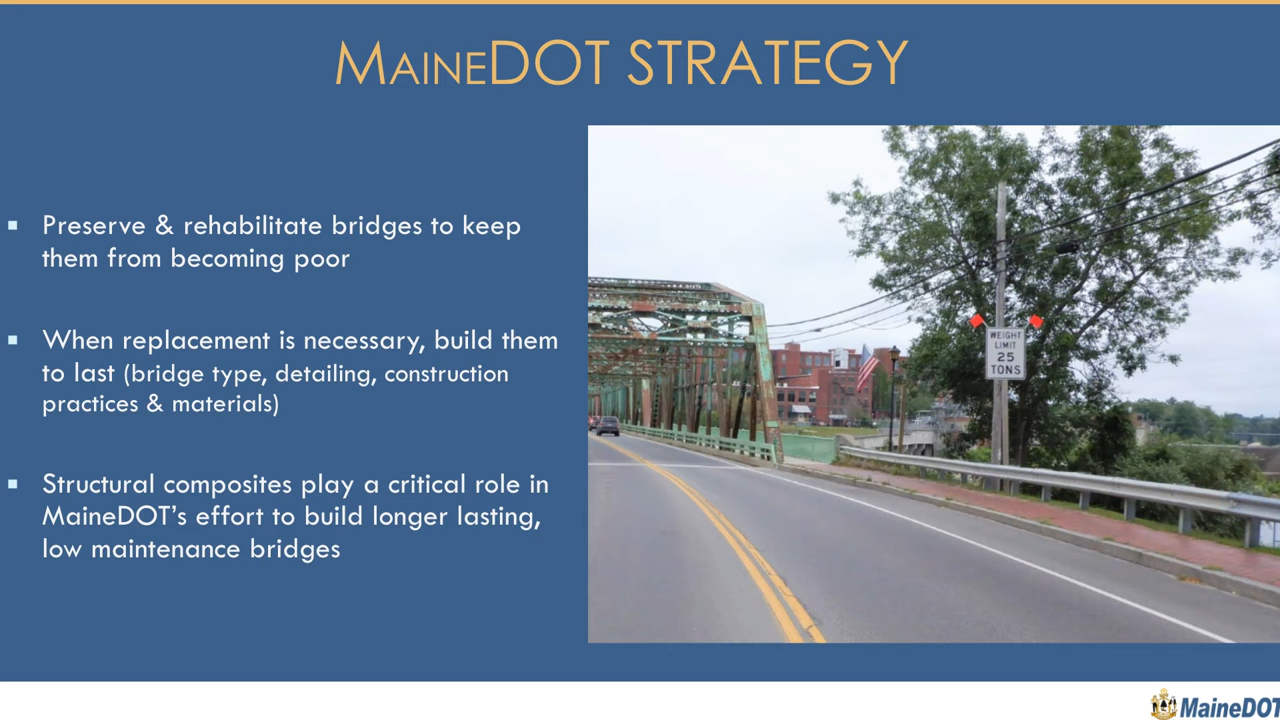 MAINEDOT STRATEGY
▪ Preserve & rehabilitate bridges to keep
them from becoming poor
▪ When replacement is necessary, build them
to last (bridge type, detailing, construction
practices & materials)
▪ Structural composites play a critical role in
MaineDOT’s effort to build longer lasting,
low maintenance bridges
WEIGHT
LIMIT
25
TONS
MaineDOT